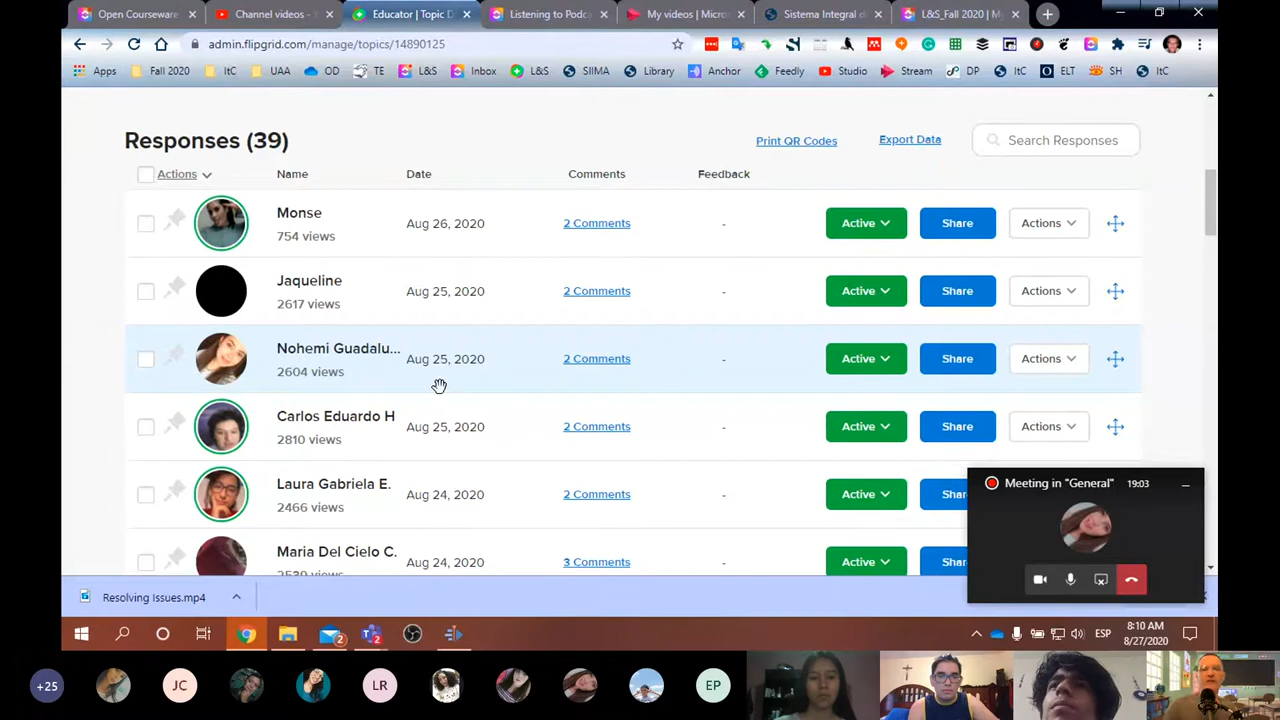 Open Courseware
Channel videos - Y
Educator | Topic D
Listening to Podca
My videos | Micros
Sistema Integral d
L&S_Fall 2020 | M
admin.flipgrid.com/manage/topics/14890125
Apps
Fall 2020
ItC
UAA
OD
TE
L&S
Inbox
L&S
SIIMA
Library
Anchor
Feedly
Studio
Stream
DP
ItC
ELT
SH
ItC
Responses (39)
Print QR Codes
Export Data
Search Responses
Actions
Name
Date
Comments
Feedback
Monse
754 views
Aug 26, 2020
2 Comments
-
Active
Share
Actions
Jaqueline
2617 views
Aug 25, 2020
2 Comments
-
Active
Share
Actions
Nohemi Guadalu...
2604 views
Aug 25, 2020
2 Comments
-
Active
Share
Actions
Carlos Eduardo H
2810 views
Aug 25, 2020
2 Comments
-
Active
Share
Actions
Laura Gabriela E.
2466 views
Aug 24, 2020
2 Comments
-
Active
Maria Del Cielo C.
Aug 24, 2020
3 Comments
-
Active
Meeting in "General"
19:03
Resolving Issues.mp4
2
2
ESP
8:10 AM
8/27/2020
+25
JC
LR
EP